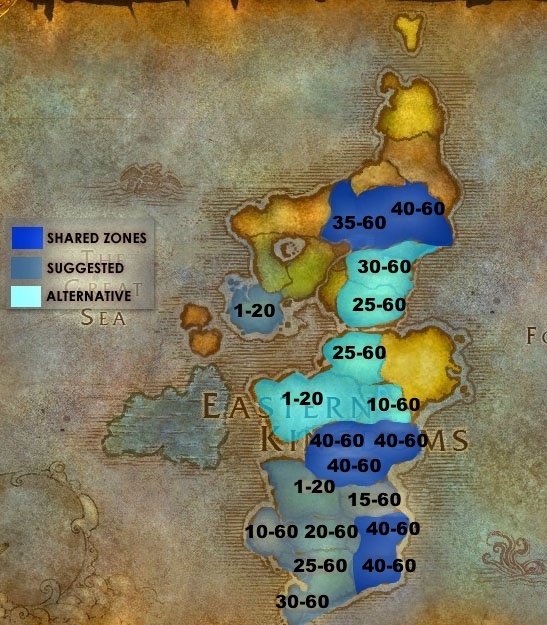 40-60
35-60
SHARED ZONES
THE
SUGGESTED
GREAT
ALTERNATIVE
SEA
30-60
25-60
1-20
25-60
1-20
10-60
EASTERN
KINGDOMS
40-60 40-60
40-60
1-20
15-60
10-60 20-60 40-60
25-60 40-60
30-60